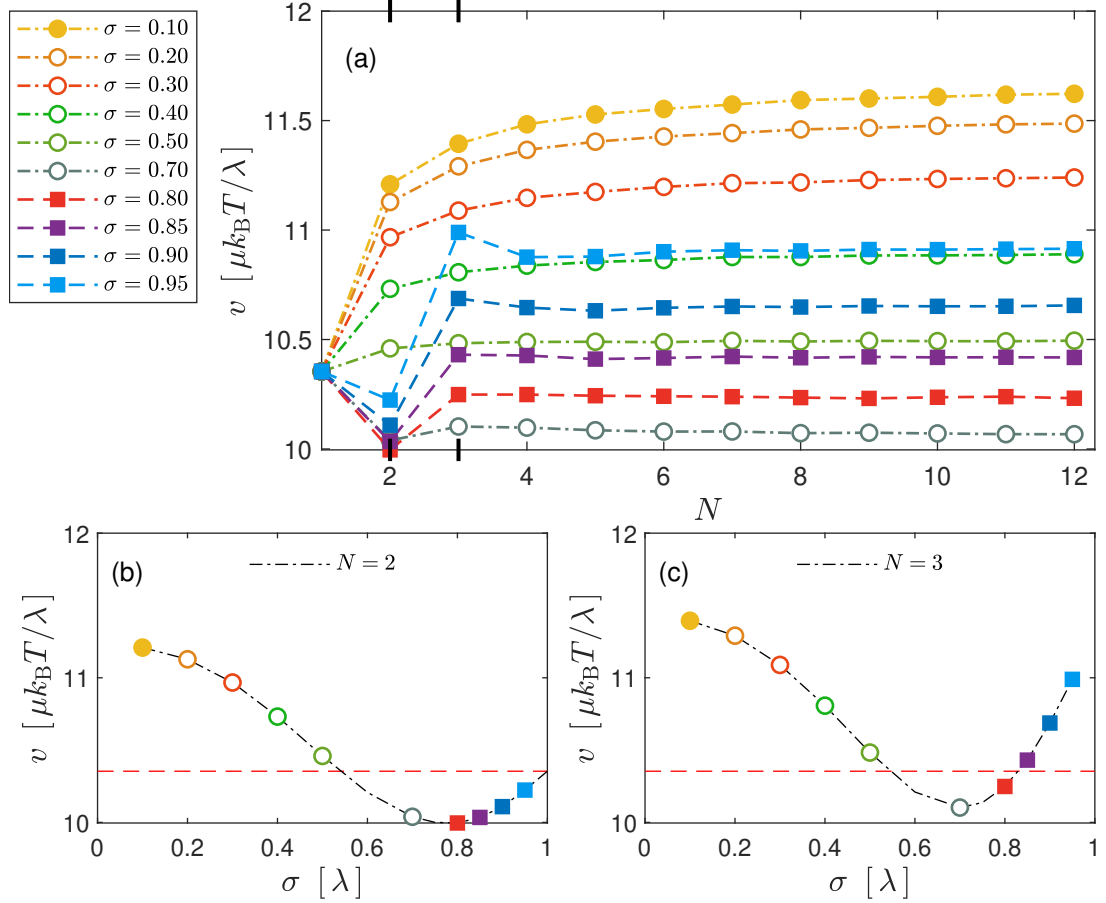 σ = 0.10
σ = 0.20
σ = 0.30
σ = 0.40
σ = 0.50
σ = 0.70
σ = 0.80
σ = 0.85
σ = 0.90
σ = 0.95
(a)
12
11.5
11
10.5
10
v [ μk_BT/λ]
2 4 6 8 10 12
N
(b)
N = 2
12
11
10
v [ μk_BT/λ]
0 0.2 0.4 0.6 0.8 1
σ [ λ]
(c)
N = 3
12
11
10
v [ μk_BT/λ]
0 0.2 0.4 0.6 0.8 1
σ [ λ]